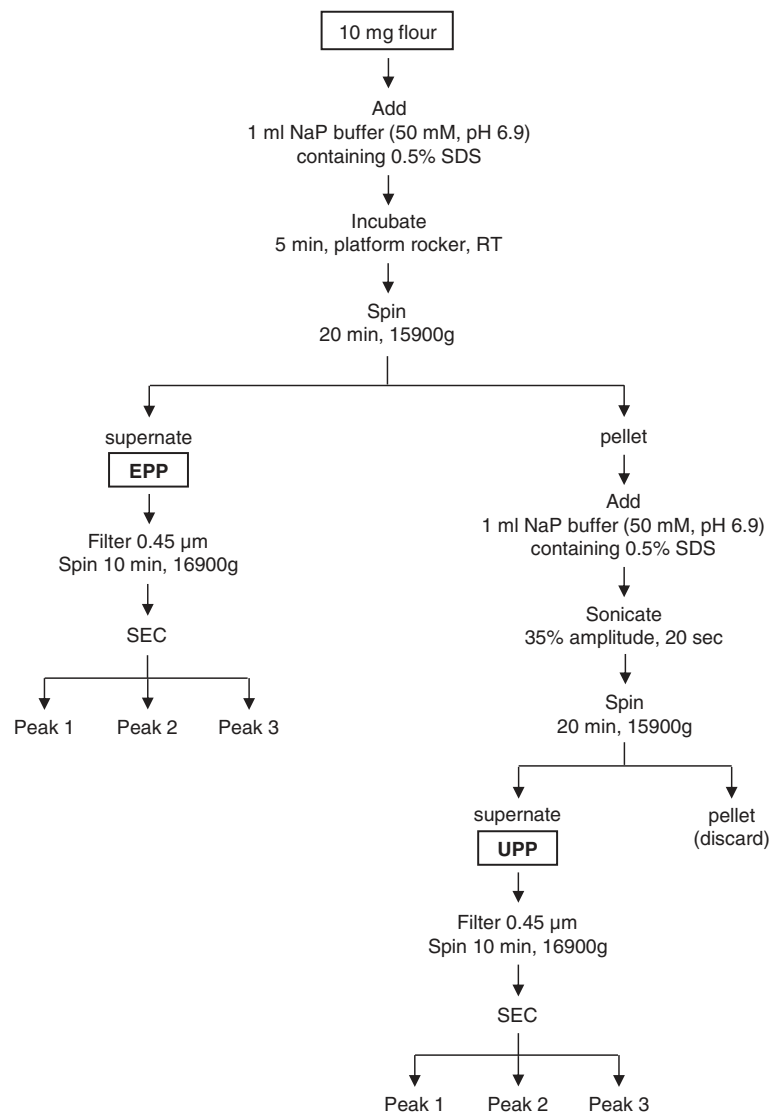 10 mg flour
Add
1 ml NaP buffer (50 mM, pH 6.9)
containing 0.5% SDS
Incubate
5 min, platform rocker, RT
Spin
20 min, 15900g
supernate
EPP
Filter 0.45 µm
Spin 10 min, 16900g
SEC
Peak 1
Peak 2
Peak 3
pellet
Add
1 ml NaP buffer (50 mM, pH 6.9)
containing 0.5% SDS
Sonicate
35% amplitude, 20 sec
Spin
20 min, 15900g
supernate
UPP
Filter 0.45 µm
Spin 10 min, 16900g
SEC
Peak 1
Peak 2
Peak 3
pellet
(discard)